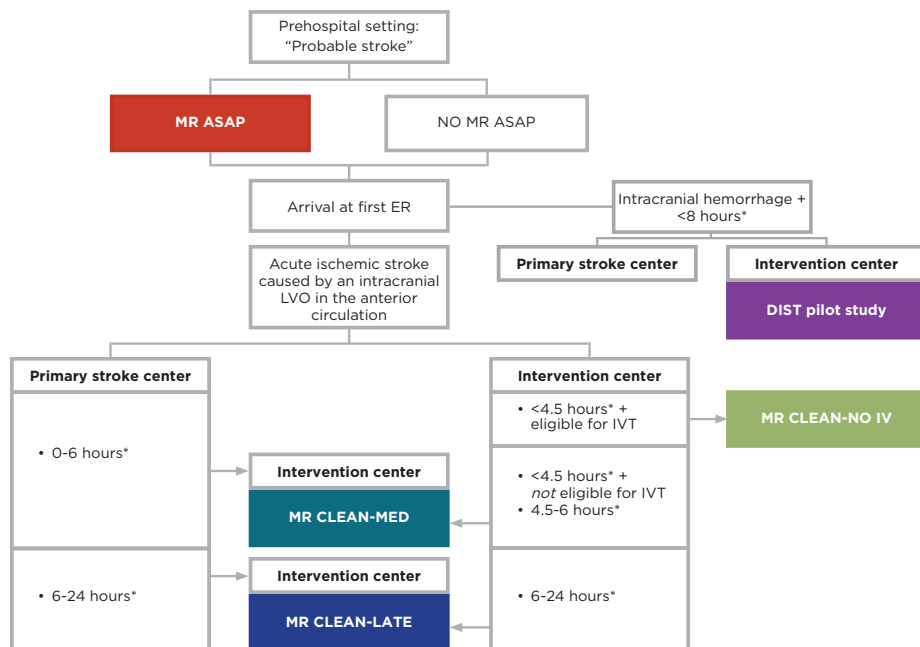 Prehospital setting:
“Probable stroke”
MR ASAP
NO MR ASAP
Arrival at first ER
Intracranial hemorrhage +
<8 hours*
Primary stroke center
Intervention center
DIST pilot study
Acute ischemic stroke
caused by an intracranial
LVO in the anterior
circulation
Primary stroke center
• 0-6 hours*
• 6-24 hours*
Intervention center
MR CLEAN-MED
Intervention center
MR CLEAN-LATE
Intervention center
• <4.5 hours* +
eligible for IVT
• <4.5 hours* +
not eligible for IVT
• 4.5-6 hours*
• 6-24 hours*
MR CLEAN-NO IV